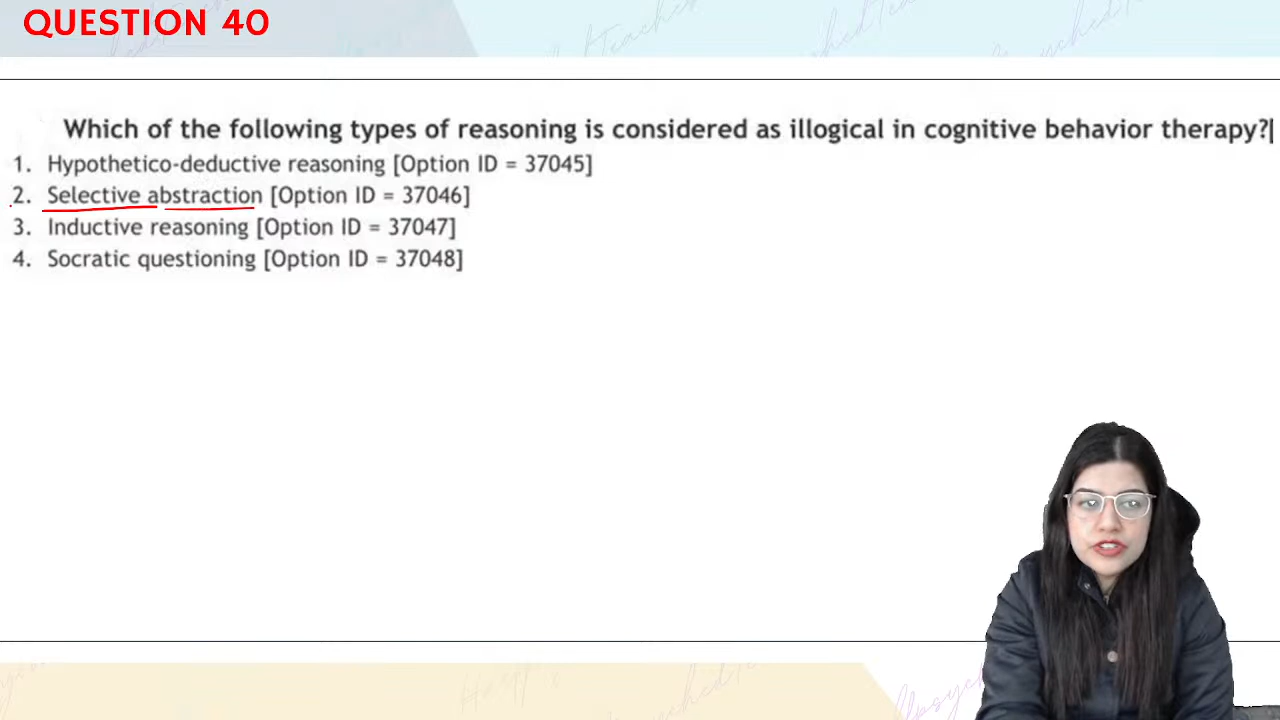 QUESTION 40
Which of the following types of reasoning is considered as illogical in cognitive behavior therapy?
1. Hypothetico-deductive reasoning [Option ID = 37045]
2. Selective abstraction [Option ID = 37046]
3. Inductive reasoning [Option ID = 37047]
4. Socratic questioning [Option ID = 37048]